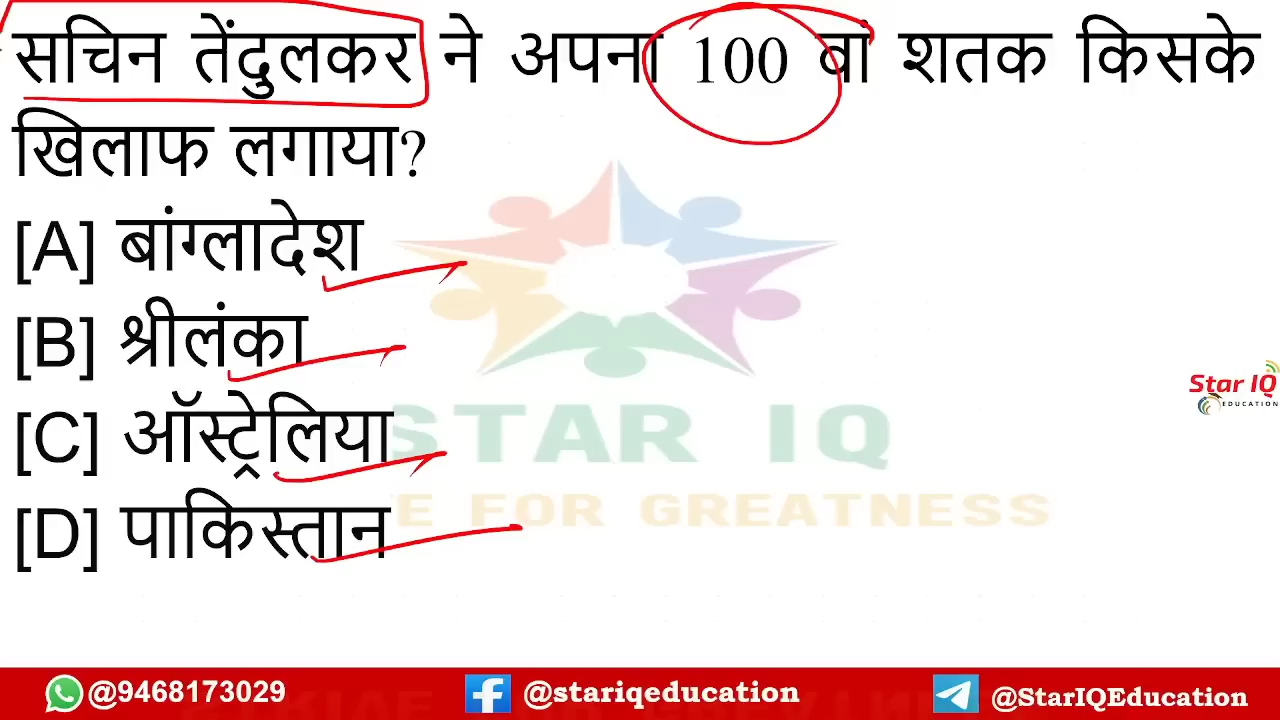 सचिन तेंदुलकर ने अपना 100 वां शतक किसके
खिलाफ लगाया?
[A] बांग्लादेश
[B] श्रीलंका
[C] ऑस्ट्रेलिया
[D] पाकिस्तान
STAR IQ
E FOR GREATNESS
Star IQ
EDUCATION
@9468173029 @stariqeducation @StarIQEducation